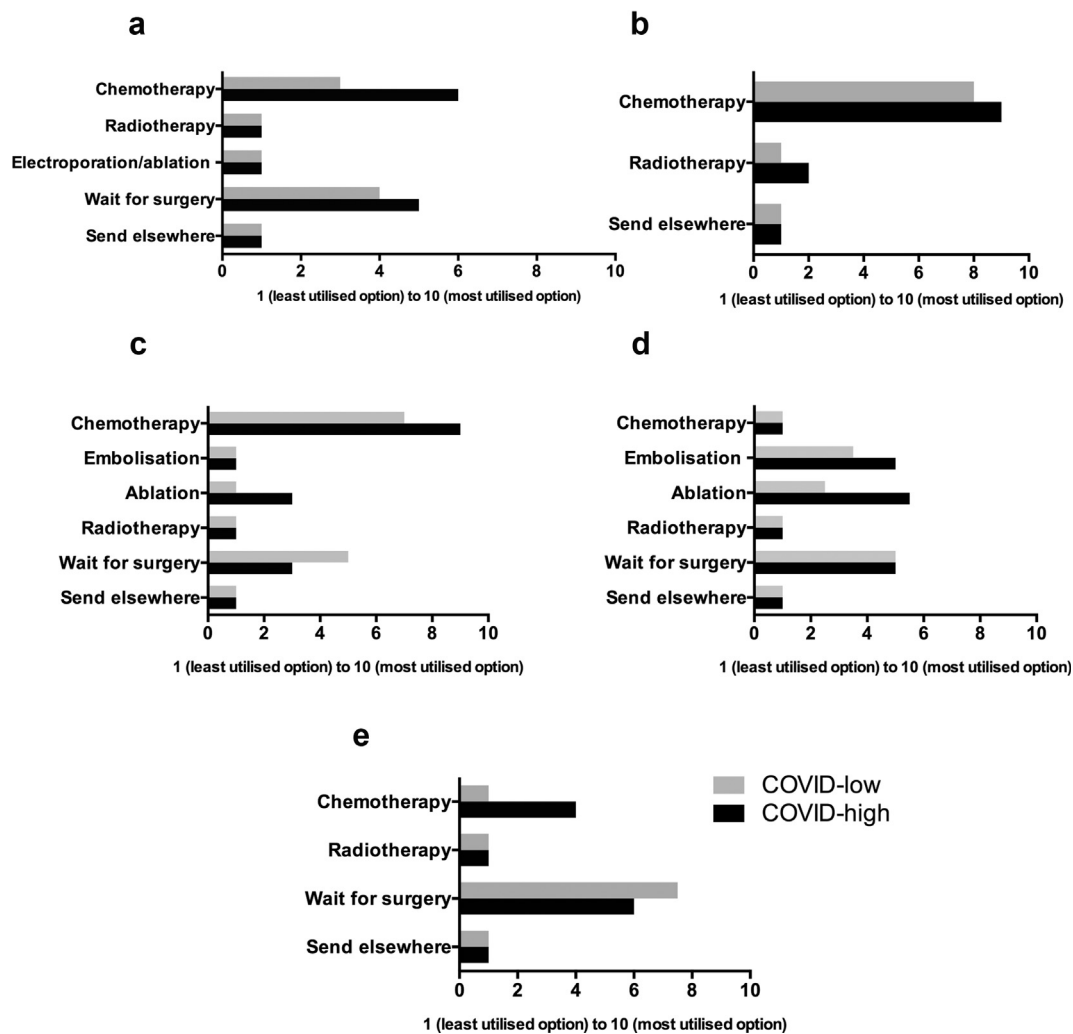 a
Chemotherapy
Radiotherapy
Electroporation/ablation
Wait for surgery
Send elsewhere
0 2 4 6 8 10
1 (least utilised option) to 10 (most utilised option)
b
Chemotherapy
Radiotherapy
Send elsewhere
0 2 4 6 8 10
1 (least utilised option) to 10 (most utilised option)
c
Chemotherapy
Embolisation
Ablation
Radiotherapy
Wait for surgery
Send elsewhere
0 2 4 6 8 10
1 (least utilised option) to 10 (most utilised option)
d
Chemotherapy
Embolisation
Ablation
Radiotherapy
Wait for surgery
Send elsewhere
0 2 4 6 8 10
1 (least utilised option) to 10 (most utilised option)
e
Chemotherapy
Radiotherapy
Wait for surgery
Send elsewhere
0 2 4 6 8 10
1 (least utilised option) to 10 (most utilised option)
COVID-low
COVID-high